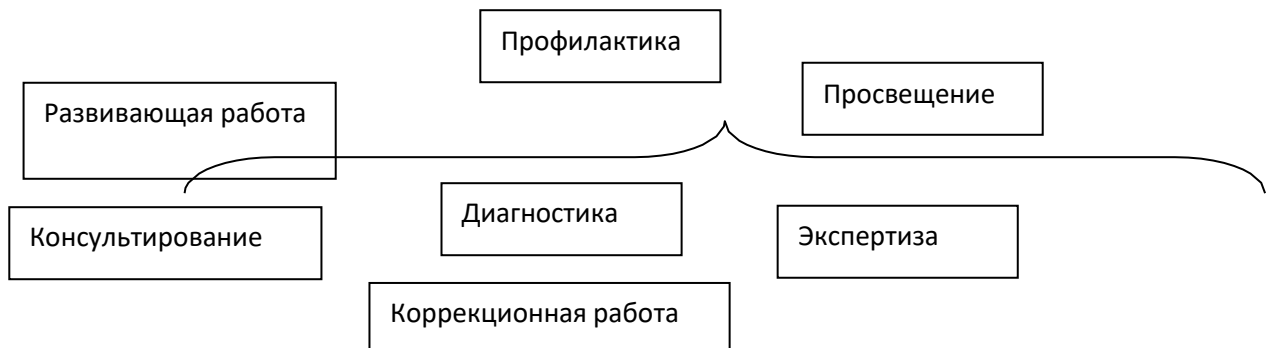 Профилактика
Просвещение
Развивающая работа
Диагностика
Консультирование
Экспертиза
Коррекционная работа